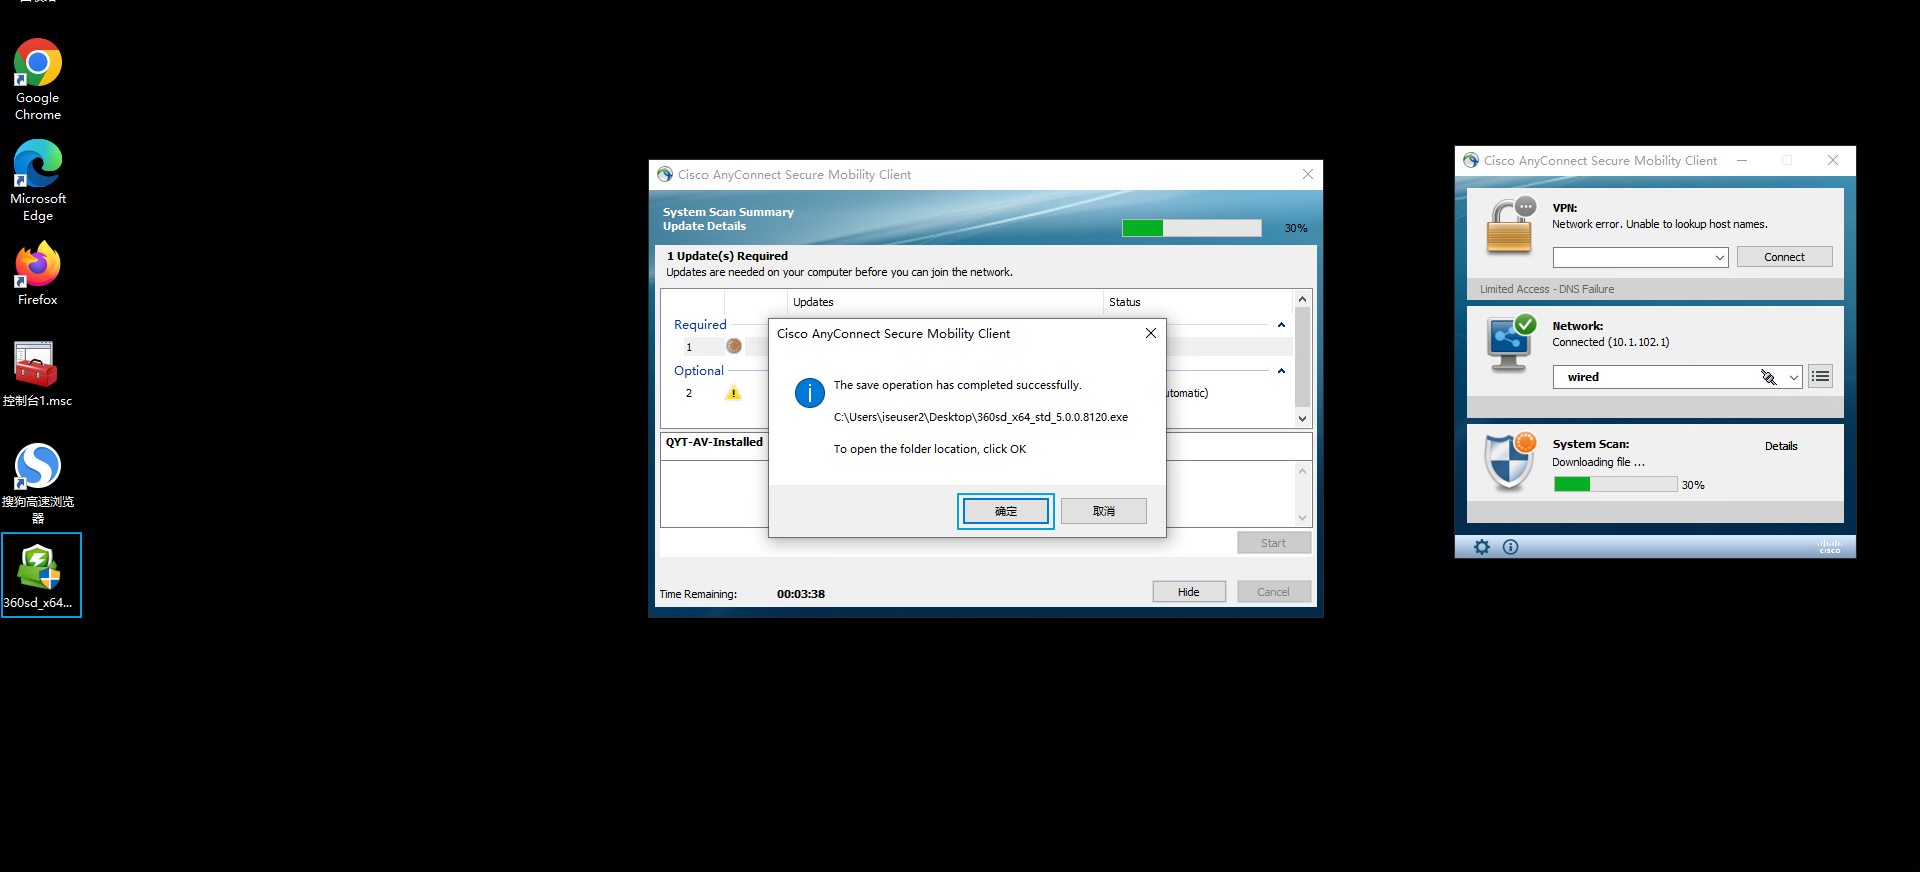 Google
Chrome
Microsoft
Edge
Firefox
控制台1.msc
搜狗高速浏览
器
360sd_x64...
Cisco AnyConnect Secure Mobility Client
System Scan Summary
Update Details
30%
1 Update(s) Required
Updates are needed on your computer before you can join the network.
Updates
Status
Required
1
Optional
2
utomatic)
QYT-AV-Installed
Start
Time Remaining:
00:03:38
Hide
Cancel
Cisco AnyConnect Secure Mobility Client
The save operation has completed successfully.
C:\Users\iseuser2\Desktop\360sd_x64_std_5.0.0.8120.exe
To open the folder location, click OK
确定
取消
Cisco AnyConnect Secure Mobility Client
VPN:
Network error. Unable to lookup host names.
Connect
Limited Access - DNS Failure
Network:
Connected (10.1.102.1)
wired
System Scan:
Details
Downloading file ...
30%
cisco